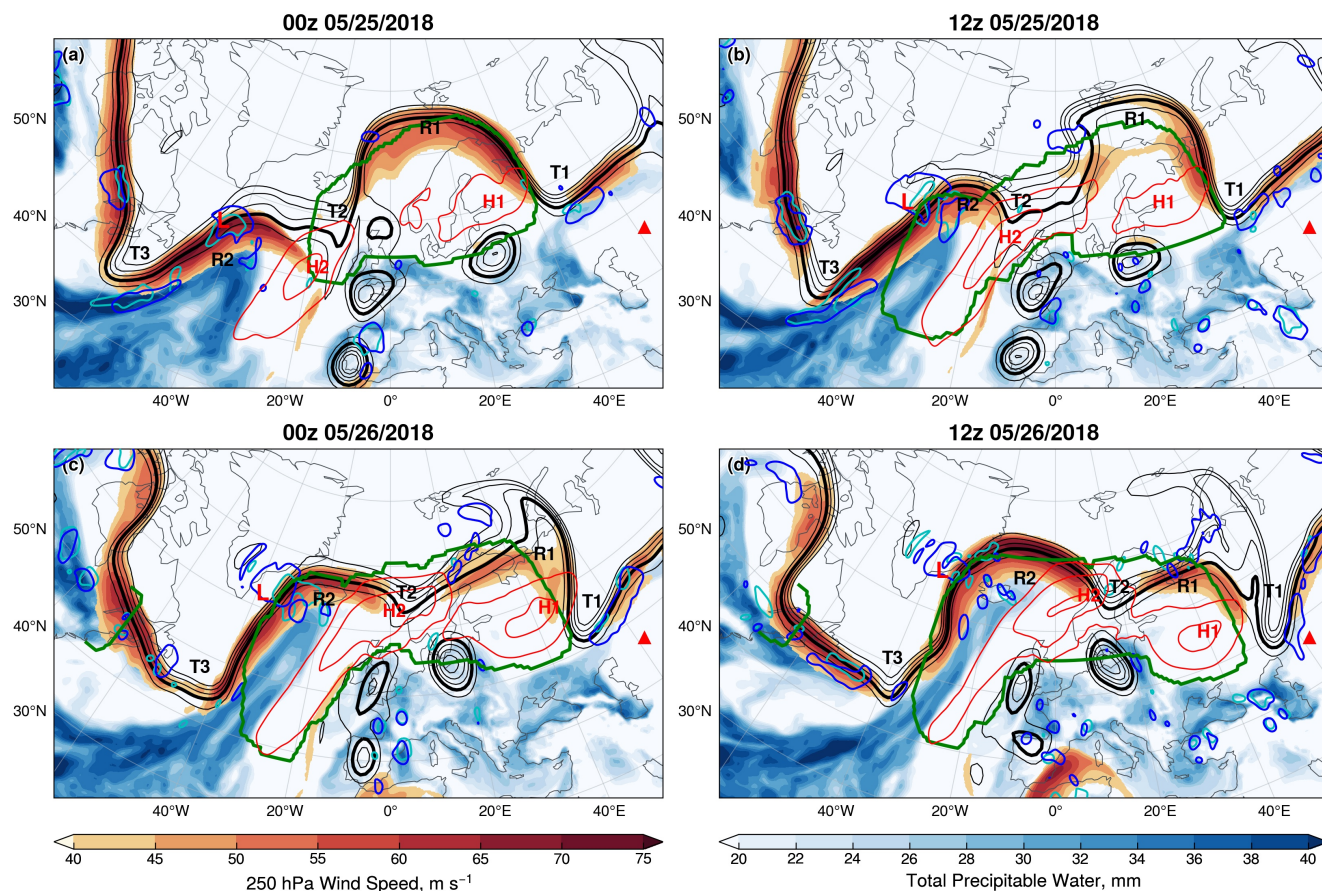 00z 05/25/2018
12z 05/25/2018
(a)
50°N
40°N
30°N
T3
L
R2
H2
T2
R1
H1
T1
40°W
20°W
0°
20°E
40°E
(b)
50°N
40°N
30°N
T3
L
R2
H2
T2
R1
H1
T1
40°W
20°W
0°
20°E
40°E
00z 05/26/2018
12z 05/26/2018
(c)
50°N
40°N
30°N
T3
L
R2
H2
T2
R1
H1
T1
40°W
20°W
0°
20°E
40°E
(d)
50°N
40°N
30°N
T3
L
R2
H2
T2
R1
H1
T1
40°W
20°W
0°
20°E
40°E
40 45 50 55 60 65 70 75
250 hPa Wind Speed, m s⁻¹
20 22 24 26 28 30 32 34 36 38 40
Total Precipitable Water, mm